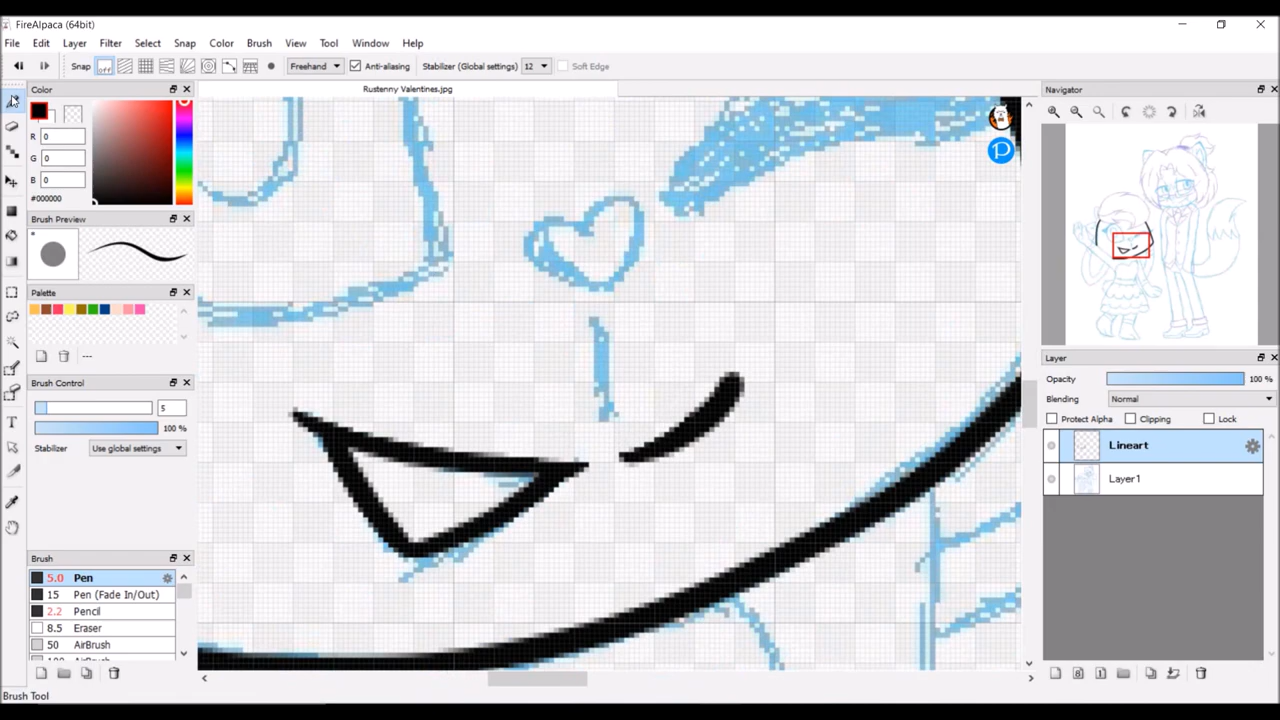 FireAlpaca (64bit)
File Edit Layer Filter Select Snap Color Brush View Tool Window Help
Snap off Freehand Anti-aliasing Stabilizer (Global settings) 12 Soft Edge
Color
Rustenny Valentines.jpg
Navigator
R 0
G 0
B 0
#000000
Brush Preview
Palette
---
Brush Control
5
100 %
Stabilizer Use global settings
Layer
Opacity 100 %
Blending Normal
Protect Alpha Clipping Lock
Lineart
Layer1
Brush
5.0 Pen
15 Pen (Fade In/Out)
2.2 Pencil
8.5 Eraser
50 AirBrush
100 AirBrush
Brush Tool